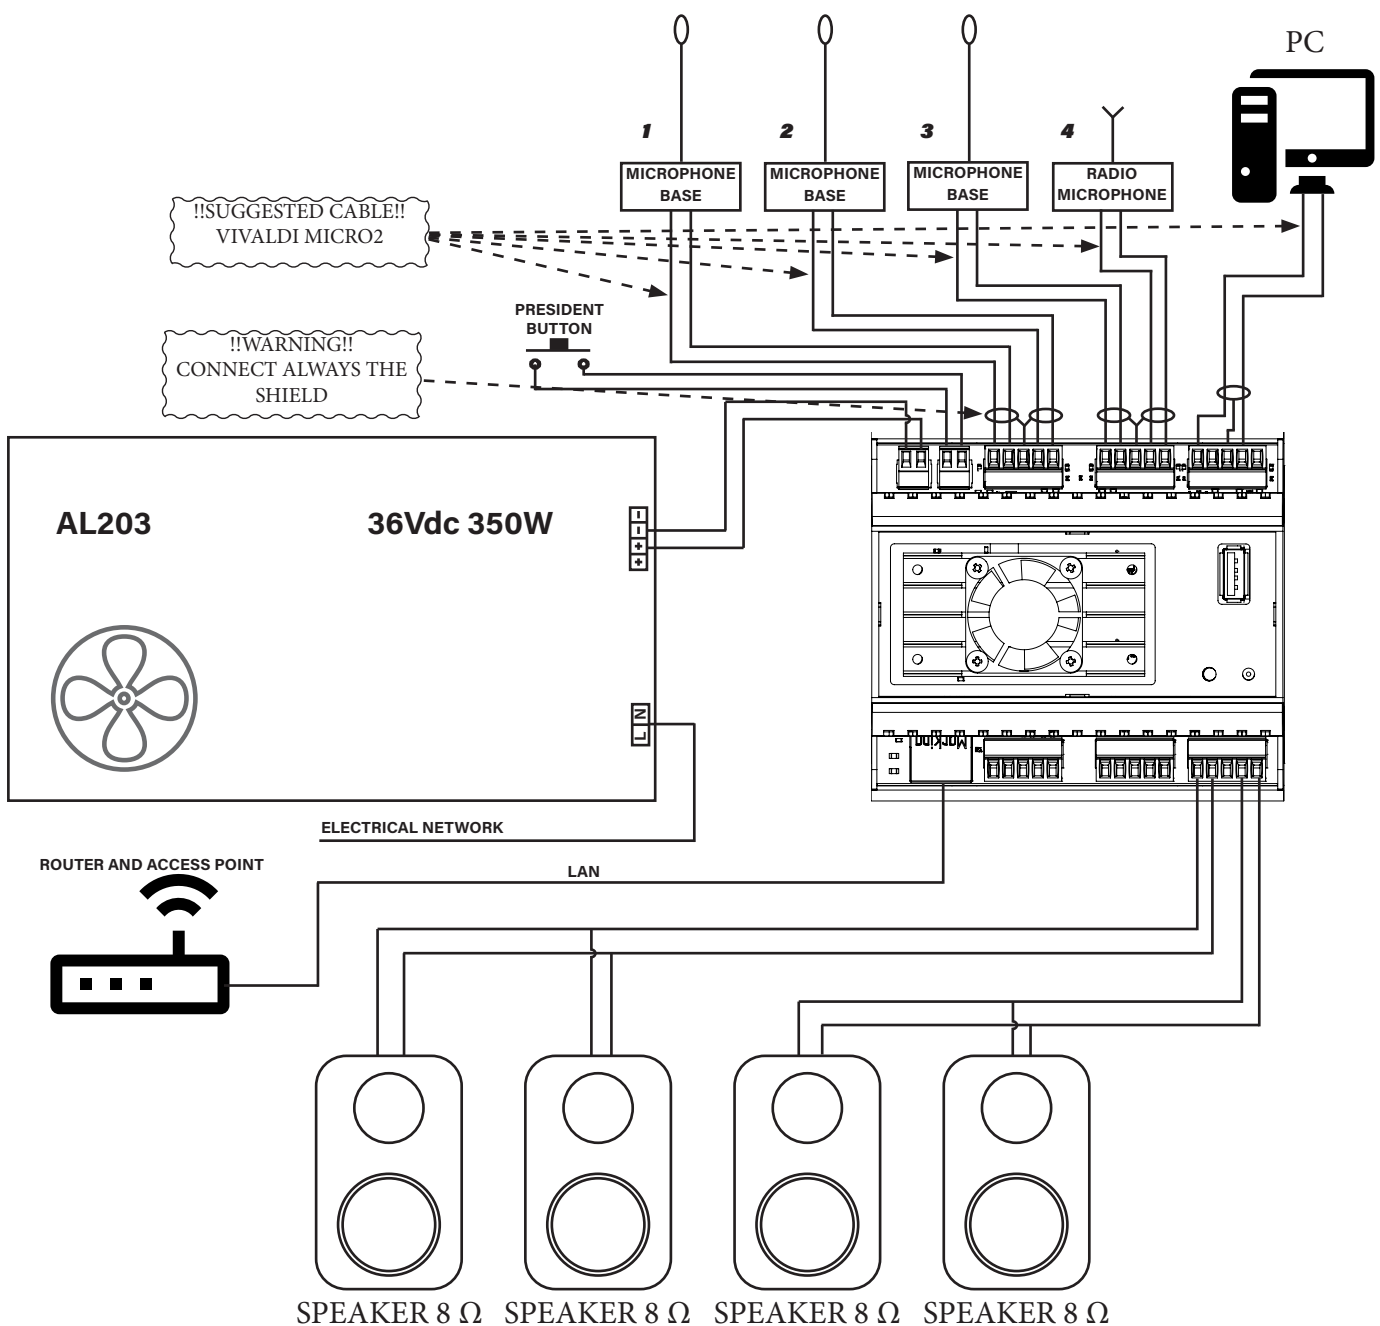 PC
1
2
3
4
MICROPHONE
BASE
MICROPHONE
BASE
MICROPHONE
BASE
RADIO
MICROPHONE
!!SUGGESTED CABLE!!
VIVALDI MICRO2
PRESIDENT
BUTTON
!!WARNING!!
CONNECT ALWAYS THE
SHIELD
AL203
36Vdc 350W
-
-
+
+
L N
Marking
ELECTRICAL NETWORK
ROUTER AND ACCESS POINT
LAN
SPEAKER 8 Ω
SPEAKER 8 Ω
SPEAKER 8 Ω
SPEAKER 8 Ω